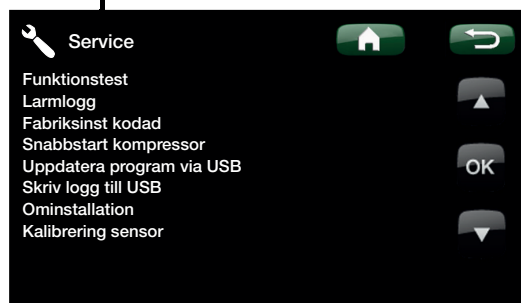 Service
Funktionstest
Larmlogg
Fabriksinst kodad
Snabbstart kompressor
Uppdatera program via USB
Skriv logg till USB
Ominstallation
Kalibrering sensor
OK